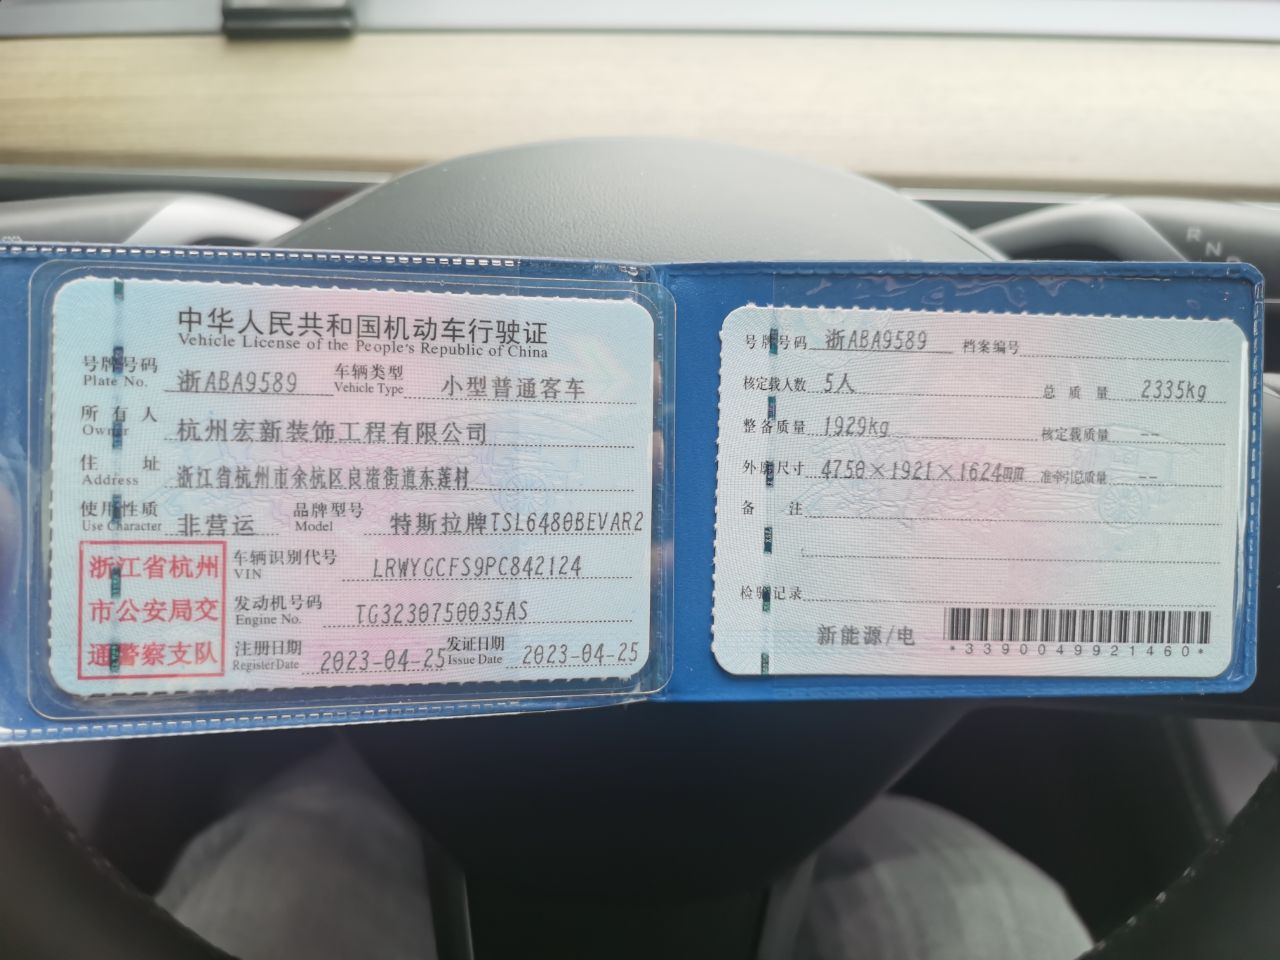 中华人民共和国机动车行驶证
Vehicle License of the People's Republic of China
号牌号码 Plate No. 浙ABA9589 车辆类型 Vehicle Type 小型普通客车
所有人 Owner 杭州宏新装饰工程有限公司
住址 Address 浙江省杭州市余杭区良渚街道东莲村
使用性质 Use Character 非营运 品牌型号 Model 特斯拉牌TSL6480BEVAR2
浙江省杭州
市公安局交
通警察支队
车辆识别代号 VIN LRWYGCFS9PC842124
发动机号码 Engine No. TG3230750035AS
注册日期 Register Date 2023-04-25 发证日期 Issue Date 2023-04-25
号牌号码 浙ABA9589 档案编号
核定载人数 5人 总质量 2335kg
整备质量 1929kg 核定载质量 --
外廓尺寸 4750×1921×1624mm 准牵引总质量 --
备注
检验记录
新能源/电
*3390049921460*
R
N